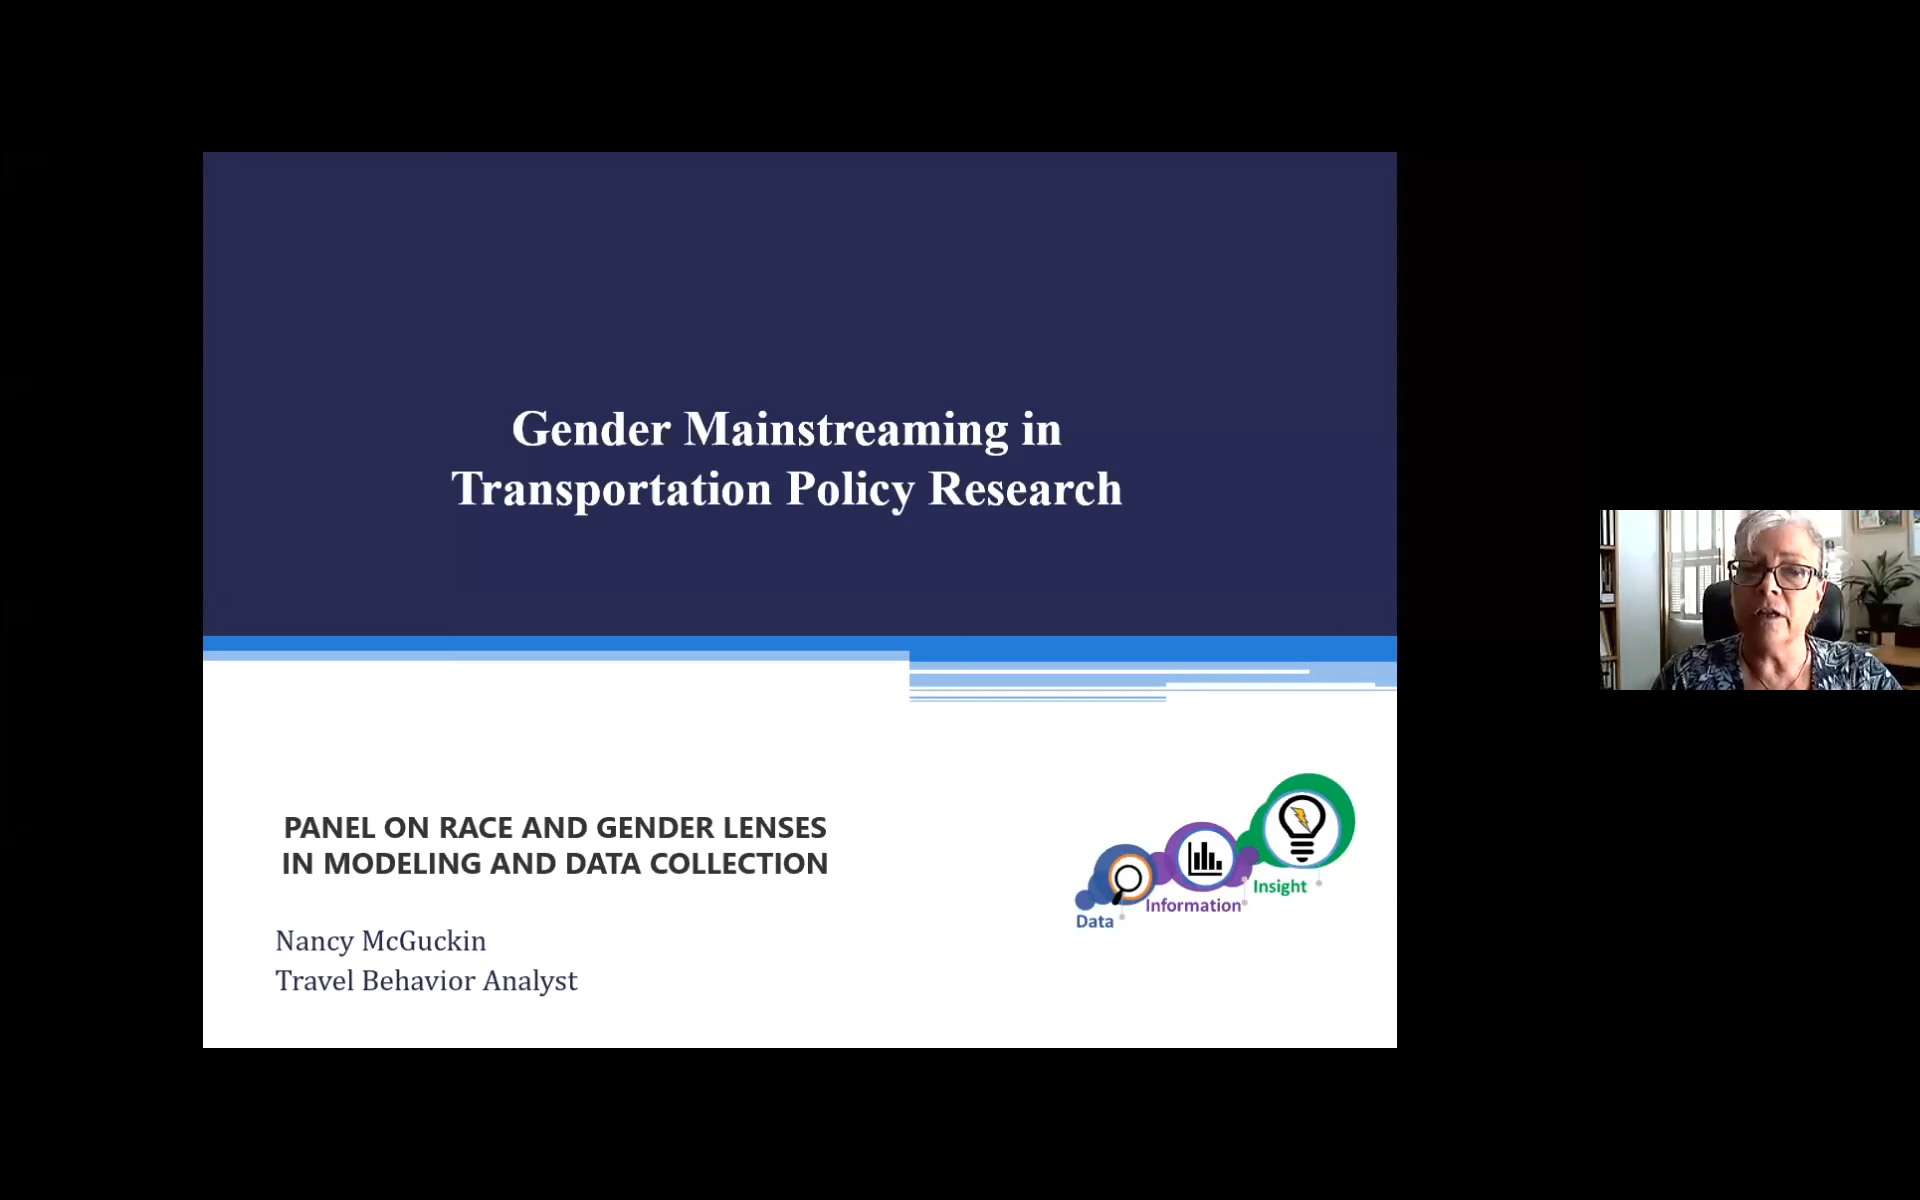 Gender Mainstreaming in
Transportation Policy Research
PANEL ON RACE AND GENDER LENSES
IN MODELING AND DATA COLLECTION
Nancy McGuckin
Travel Behavior Analyst
Data
Information
Insight